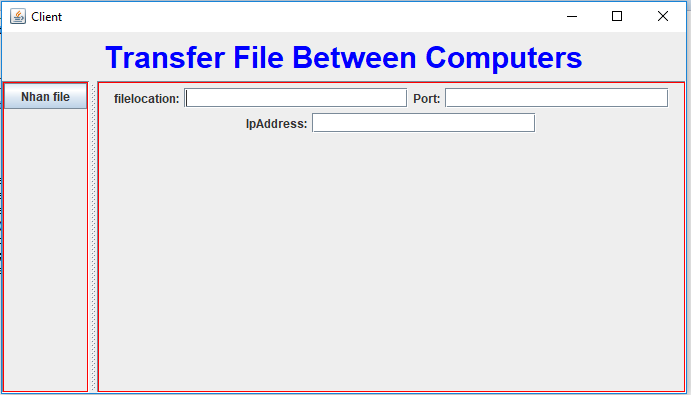 Client
Transfer File Between Computers
Nhan file
filelocation: Port:
IpAddress: